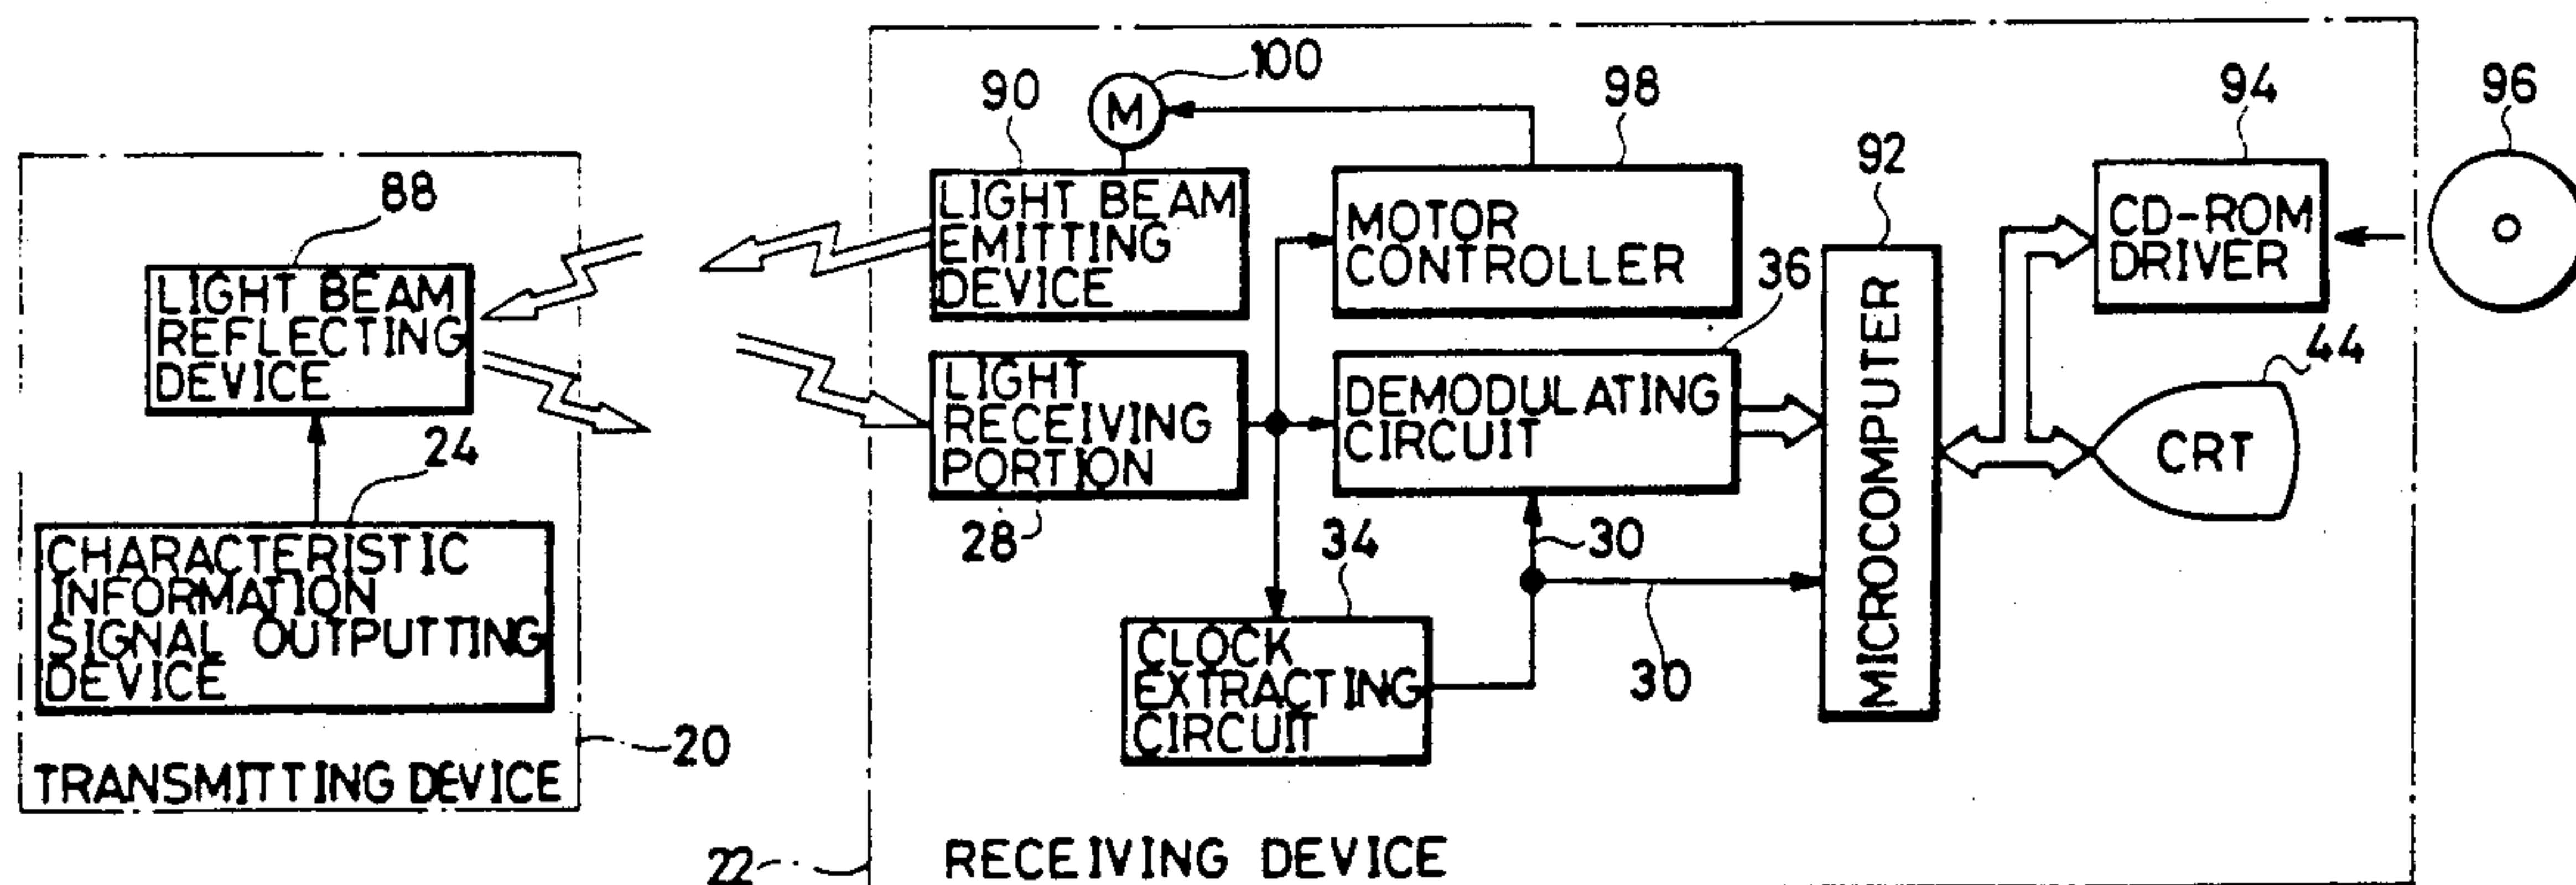 88
LIGHT BEAM
REFLECTING
DEVICE
24
CHARACTERISTIC
INFORMATION
SIGNAL OUTPUTTING
DEVICE
20
TRANSMITTING DEVICE
90
100
M
LIGHT BEAM
EMITTING
DEVICE
98
MOTOR
CONTROLLER
LIGHT
RECEIVING
PORTION
28
36
DEMODULATING
CIRCUIT
34
CLOCK
EXTRACTING
CIRCUIT
30
30
92
MICROCOMPUTER
94
CD-ROM
DRIVER
96
44
CRT
22
RECEIVING DEVICE